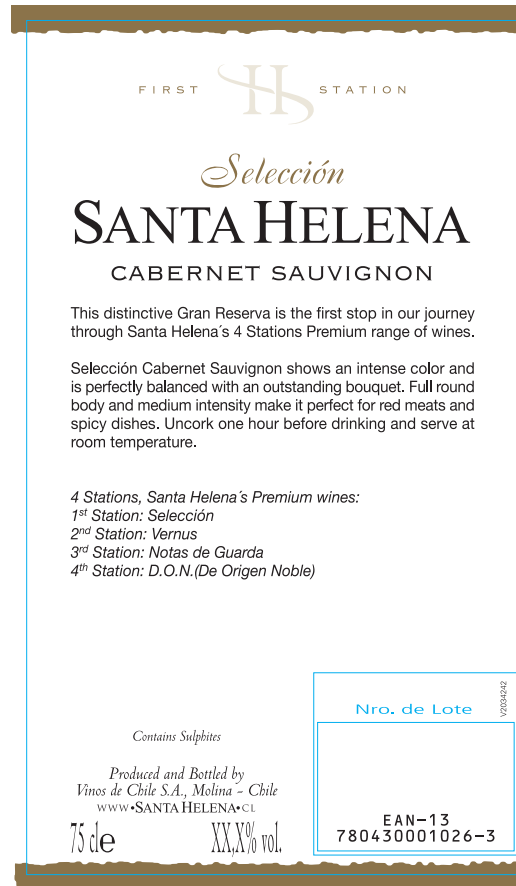 FIRST H STATION
Selección
SANTA HELENA
CABERNET SAUVIGNON
This distinctive Gran Reserva is the first stop in our journey
through Santa Helena´s 4 Stations Premium range of wines.
Selección Cabernet Sauvignon shows an intense color and
is perfectly balanced with an outstanding bouquet. Full round
body and medium intensity make it perfect for red meats and
spicy dishes. Uncork one hour before drinking and serve at
room temperature.
4 Stations, Santa Helena´s Premium wines:
1st Station: Selección
2nd Station: Vernus
3rd Station: Notas de Guarda
4th Station: D.O.N.(De Origen Noble)
Contains Sulphites
Produced and Bottled by
Vinos de Chile S.A., Molina - Chile
WWW•SANTA HELENA•CL
75 cl e XX,X% vol.
Nro. de Lote
V2034242
EAN-13
780430001026-3